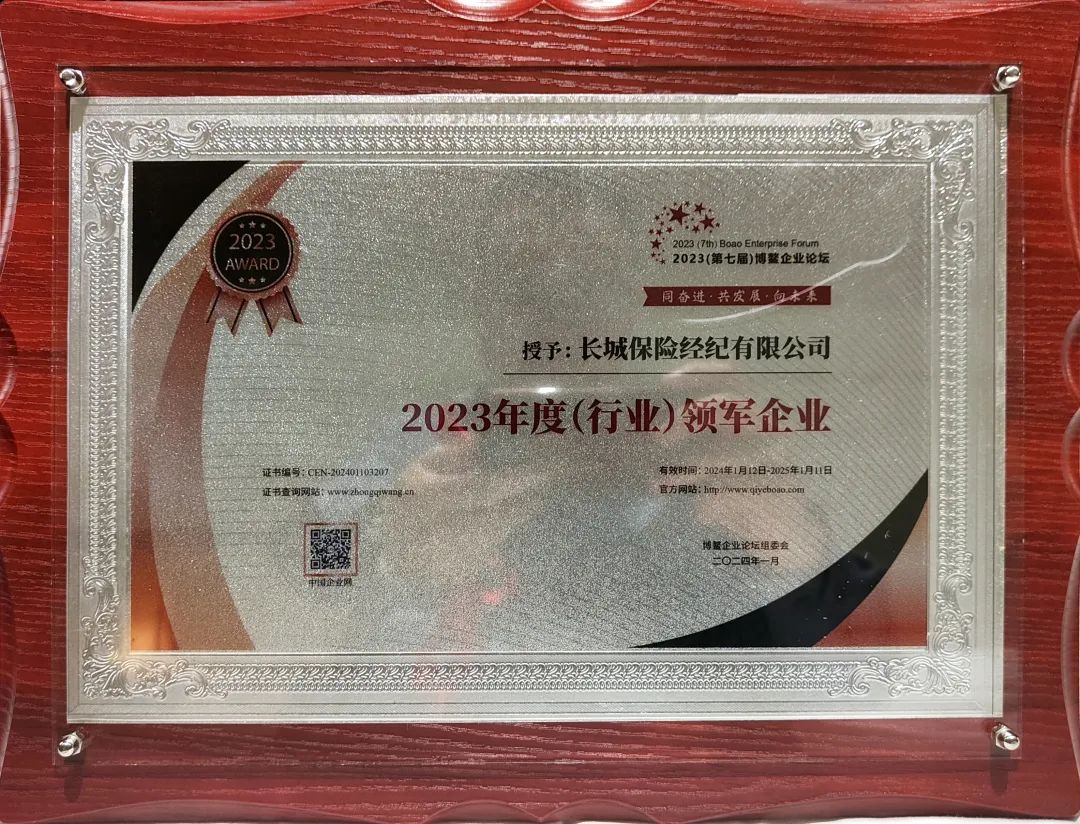 2023
AWARD
2023 (7th) Boao Enterprise Forum
2023(第七届)博鳌企业论坛
同奋进·共发展·向未来
授予:长城保险经纪有限公司
2023年度(行业)领军企业
证书编号:CEN-202401103207
证书查询网站:www.zhongqiwang.cn
有效时间:2024年1月12日-2025年1月11日
官方网站:http://www.qiyeboao.com
中国企业网
博鳌企业论坛组委会
二〇二四年一月